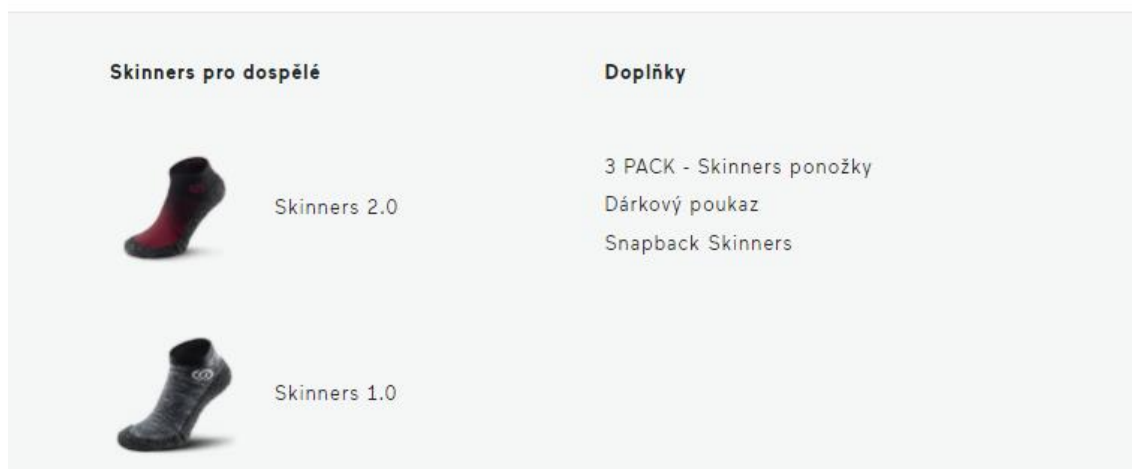 Skinners pro dospělé
Skinners 2.0
Skinners 1.0
Doplňky
3 PACK - Skinners ponožky
Dárkový poukaz
Snapback Skinners